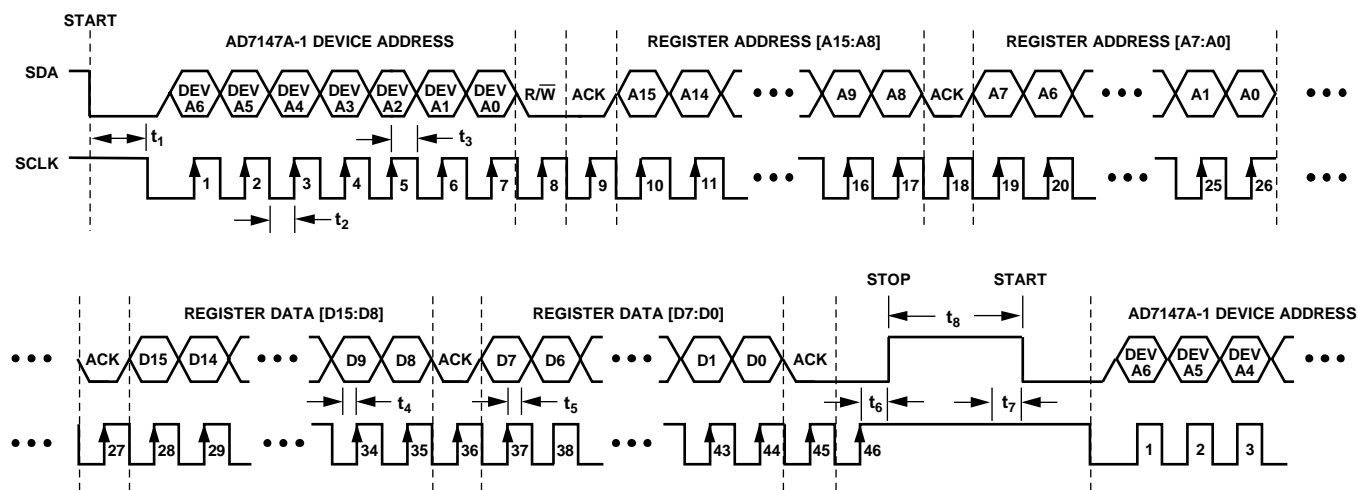 START
AD7147A-1 DEVICE ADDRESS
REGISTER ADDRESS [A15:A8]
REGISTER ADDRESS [A7:A0]
SDA
DEV A6 DEV A5 DEV A4 DEV A3 DEV A2 DEV A1 DEV A0 R/W̅ ACK A15 A14 ••• A9 A8 ACK A7 A6 ••• A1 A0 •••
t1 t3
SCLK
1 2 3 4 5 6 7 8 9 10 11 ••• 16 17 18 19 20 ••• 25 26 •••
t2
STOP START
REGISTER DATA [D15:D8]
REGISTER DATA [D7:D0]
t8
AD7147A-1 DEVICE ADDRESS
••• ACK D15 D14 ••• D9 D8 ACK D7 D6 ••• D1 D0 ACK DEV A6 DEV A5 DEV A4 •••
t4 t5 t6 t7
••• 27 28 29 ••• 34 35 36 37 38 ••• 43 44 45 46 1 2 3 •••